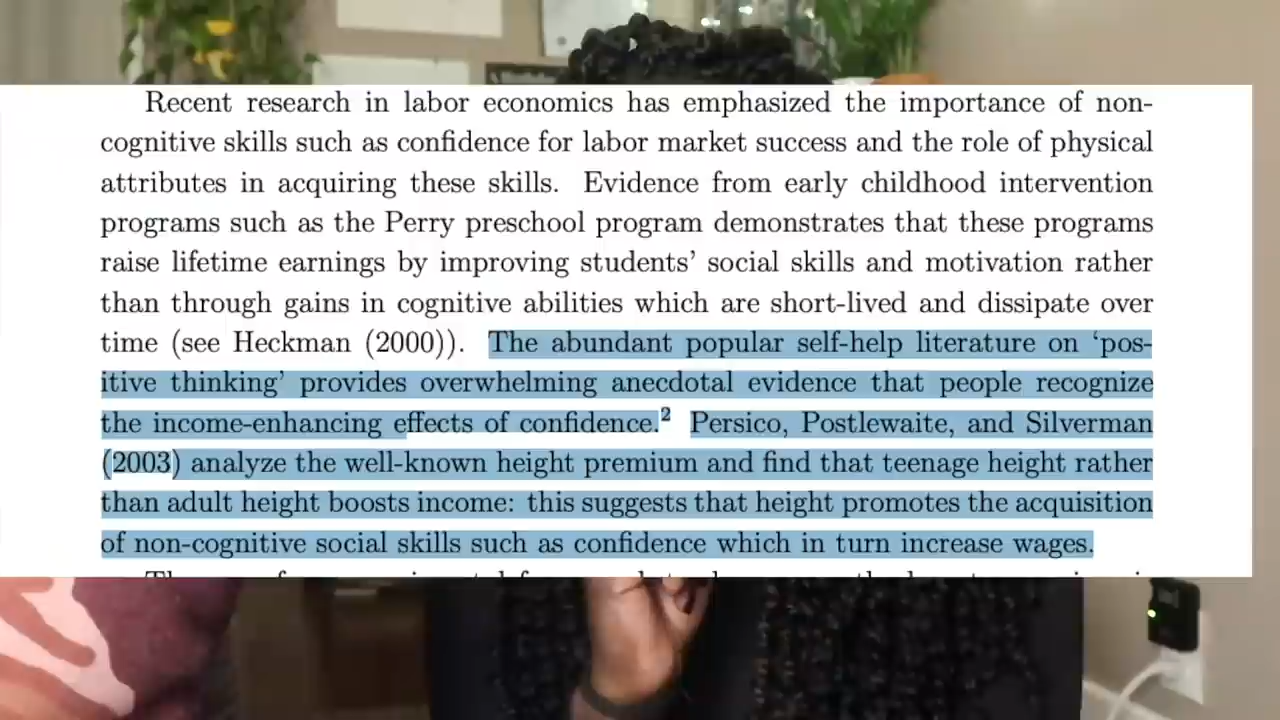 Recent research in labor economics has emphasized the importance of non-
cognitive skills such as confidence for labor market success and the role of physical
attributes in acquiring these skills. Evidence from early childhood intervention
programs such as the Perry preschool program demonstrates that these programs
raise lifetime earnings by improving students' social skills and motivation rather
than through gains in cognitive abilities which are short-lived and dissipate over
time (see Heckman (2000)). The abundant popular self-help literature on ‘pos-
itive thinking’ provides overwhelming anecdotal evidence that people recognize
the income-enhancing effects of confidence.² Persico, Postlewaite, and Silverman
(2003) analyze the well-known height premium and find that teenage height rather
than adult height boosts income: this suggests that height promotes the acquisition
of non-cognitive social skills such as confidence which in turn increase wages.